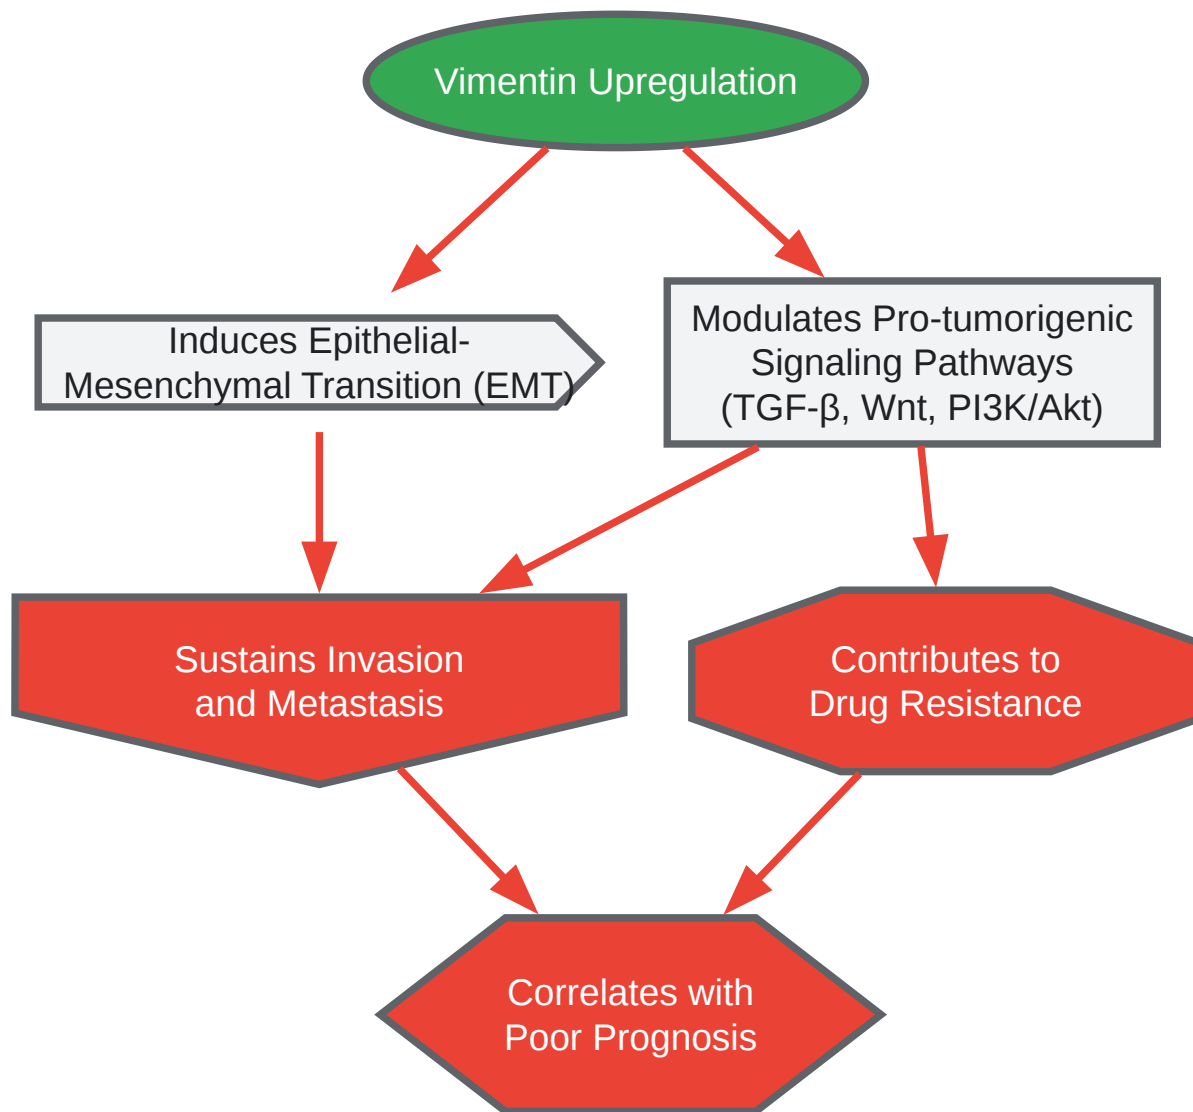 Vimentin Upregulation
Induces Epithelial-
Mesenchymal Transition (EMT)
Modulates Pro-tumorigenic
Signaling Pathways
(TGF-β, Wnt, PI3K/Akt)
Sustains Invasion
and Metastasis
Contributes to
Drug Resistance
Correlates with
Poor Prognosis